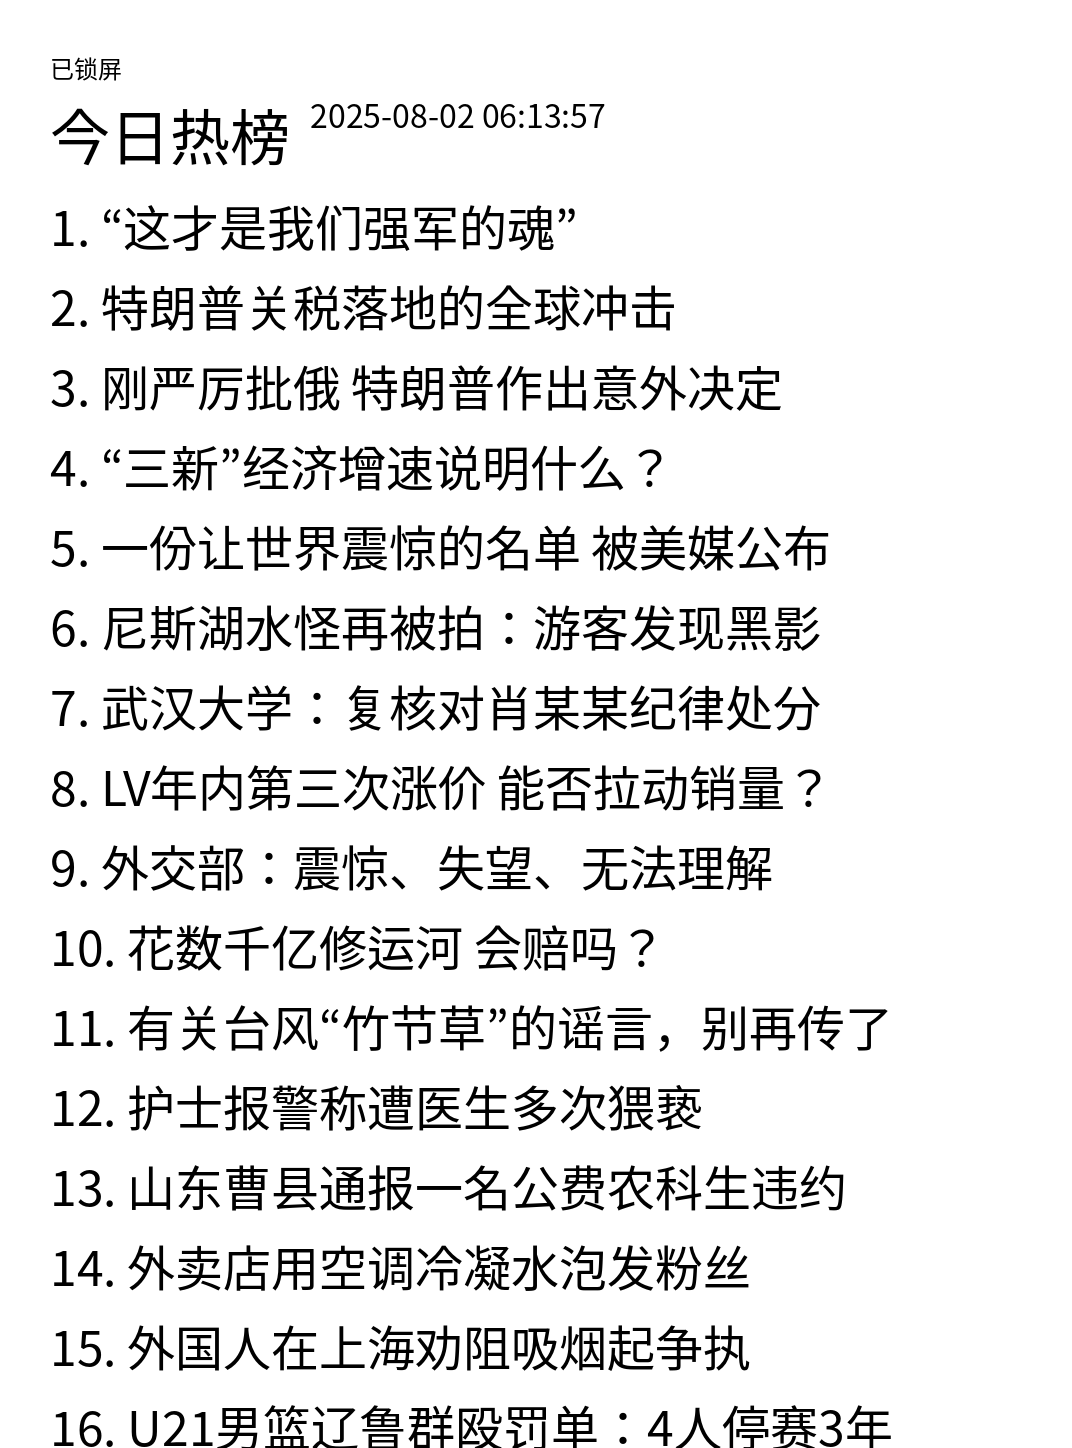 已锁屏
今日热榜 2025-08-02 06:13:57
1. “这才是我们强军的魂”
2. 特朗普关税落地的全球冲击
3. 刚严厉批俄 特朗普作出意外决定
4. “三新”经济增速说明什么？
5. 一份让世界震惊的名单 被美媒公布
6. 尼斯湖水怪再被拍：游客发现黑影
7. 武汉大学：复核对肖某某纪律处分
8. LV年内第三次涨价 能否拉动销量？
9. 外交部：震惊、失望、无法理解
10. 花数千亿修运河 会赔吗？
11. 有关台风“竹节草”的谣言，别再传了
12. 护士报警称遭医生多次猥亵
13. 山东曹县通报一名公费农科生违约
14. 外卖店用空调冷凝水泡发粉丝
15. 外国人在上海劝阻吸烟起争执
16. U21男篮辽鲁群殴罚单：4人停赛3年